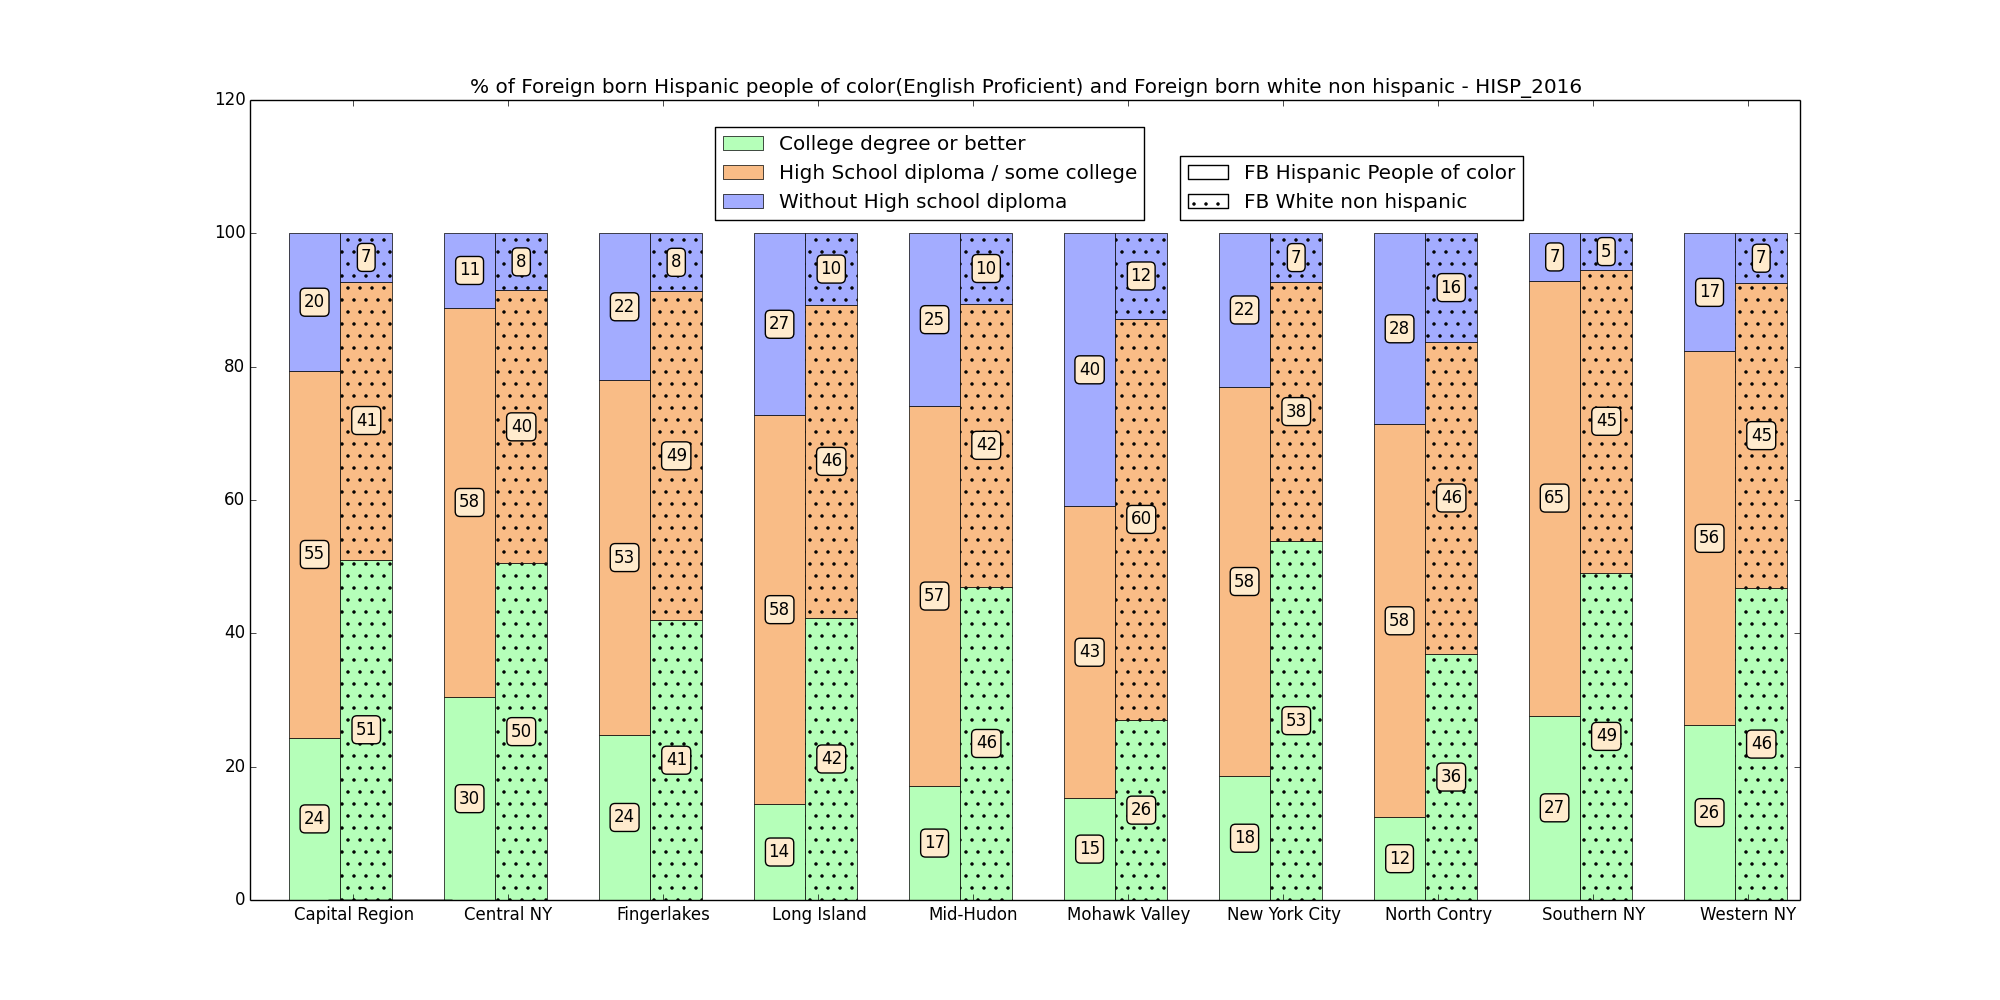 % of Foreign born Hispanic people of color(English Proficient) and Foreign born white non hispanic - HISP_2016
120
College degree or better
High School diploma / some college
Without High school diploma
FB Hispanic People of color
FB White non hispanic
100
80
60
40
20
0
20 7 11 8 22 8 27 10 25 10 40 12 22 7 28 16 7 5 17 7
55 41 58 40 53 49 58 46 57 42 43 60 58 38 58 46 65 45 56 45
24 51 30 50 24 41 14 42 17 46 15 26 18 53 12 36 27 49 26 46
Capital Region Central NY Fingerlakes Long Island Mid-Hudon Mohawk Valley New York City North Contry Southern NY Western NY